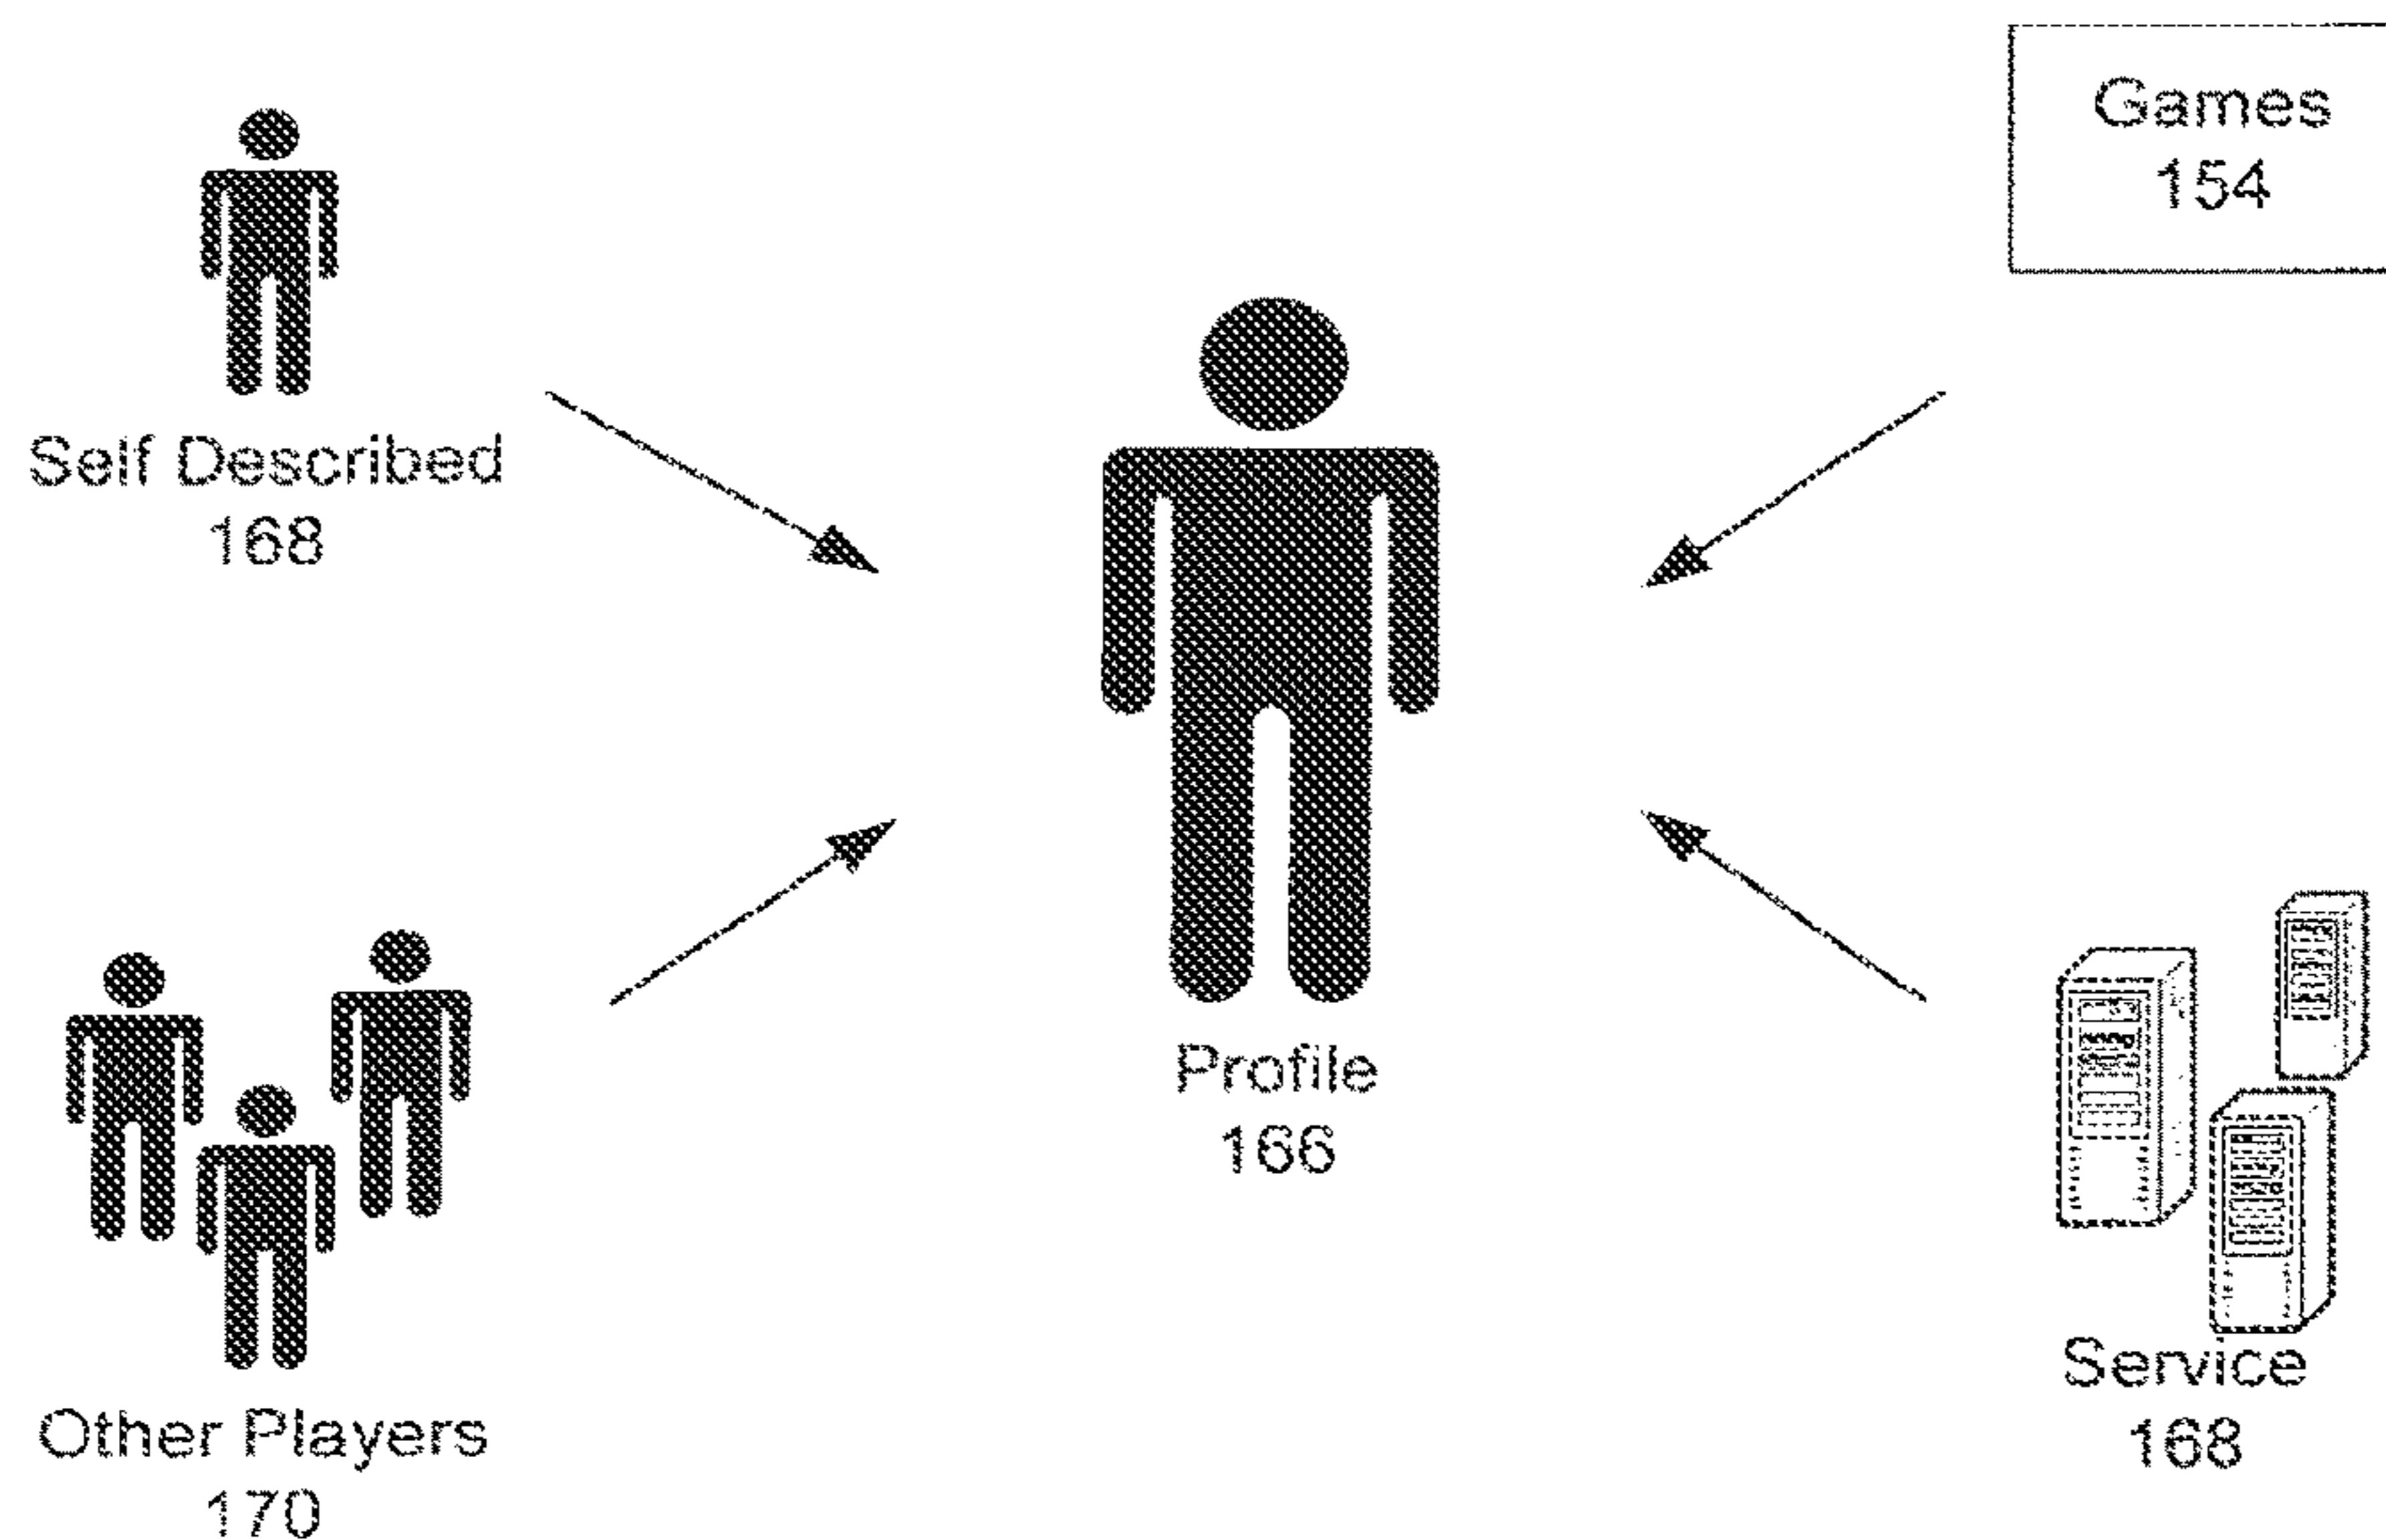 Games
154
Self Described
168
Profile
166
Other Players
170
Service
168